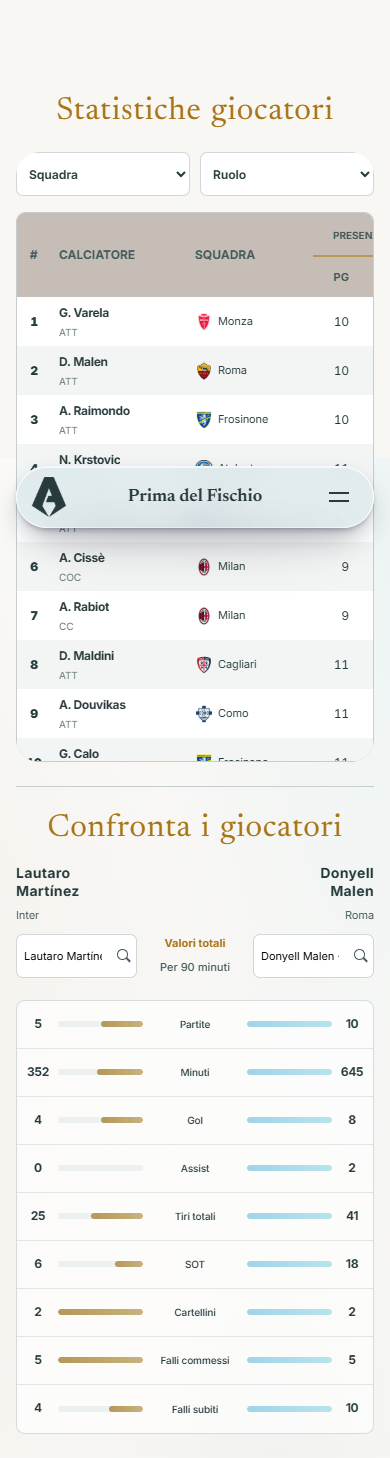 Statistiche giocatori
Squadra Ruolo
PRESEN
# CALCIATORE SQUADRA PG
1 G. Varela Monza 10
ATT
2 D. Malen Roma 10
ATT
3 A. Raimondo Frosinone 10
ATT
N. Krstovic
Prima del Fischio
ATT
6 A. Cissè Milan 9
COC
7 A. Rabiot Milan 9
CC
8 D. Maldini Cagliari 11
ATT
9 A. Douvikas Como 11
ATT
G. Calo
Confronta i giocatori
Lautaro Martínez
Donyell Malen
Inter Roma
Lautaro Martín
Valori totali
Donyell Malen ·
Per 90 minuti
5 Partite 10
352 Minuti 645
4 Gol 8
0 Assist 2
25 Tiri totali 41
6 SOT 18
2 Cartellini 2
5 Falli commessi 5
4 Falli subiti 10